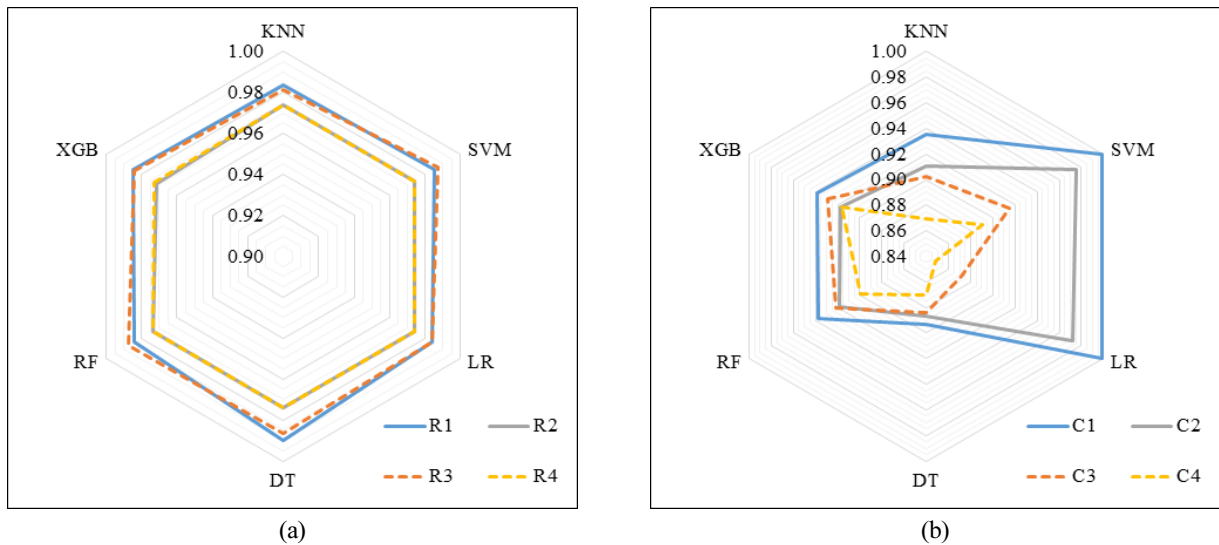 KNN
1.00
0.98
0.96
0.94
0.92
0.90
XGB
SVM
RF
LR
DT
R1 R2
R3 R4
(a)
KNN
1.00
0.98
0.96
0.94
0.92
0.90
0.88
0.86
0.84
XGB
SVM
RF
LR
DT
C1 C2
C3 C4
(b)